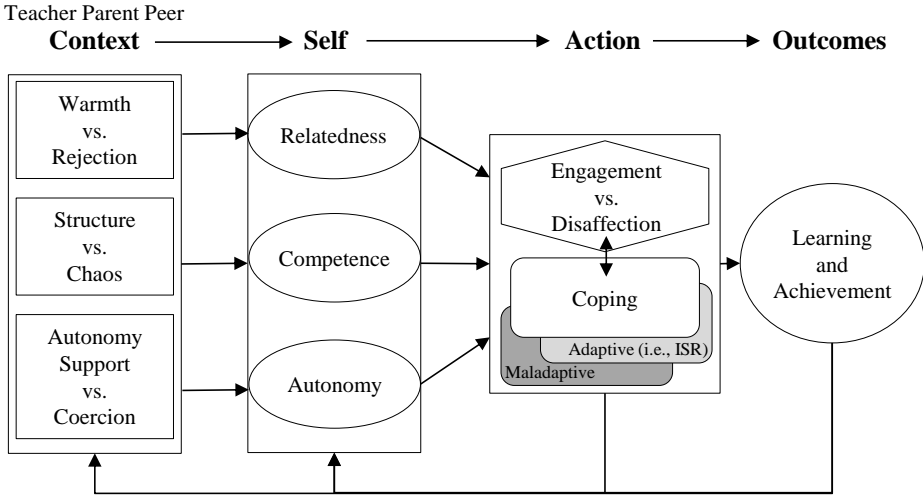 Teacher Parent Peer
Context
Self
Action
Outcomes
Warmth
vs.
Rejection
Structure
vs.
Chaos
Autonomy
Support
vs.
Coercion
Relatedness
Competence
Autonomy
Engagement
vs.
Disaffection
Coping
Adaptive (i.e., ISR)
Maladaptive
Learning
and
Achievement